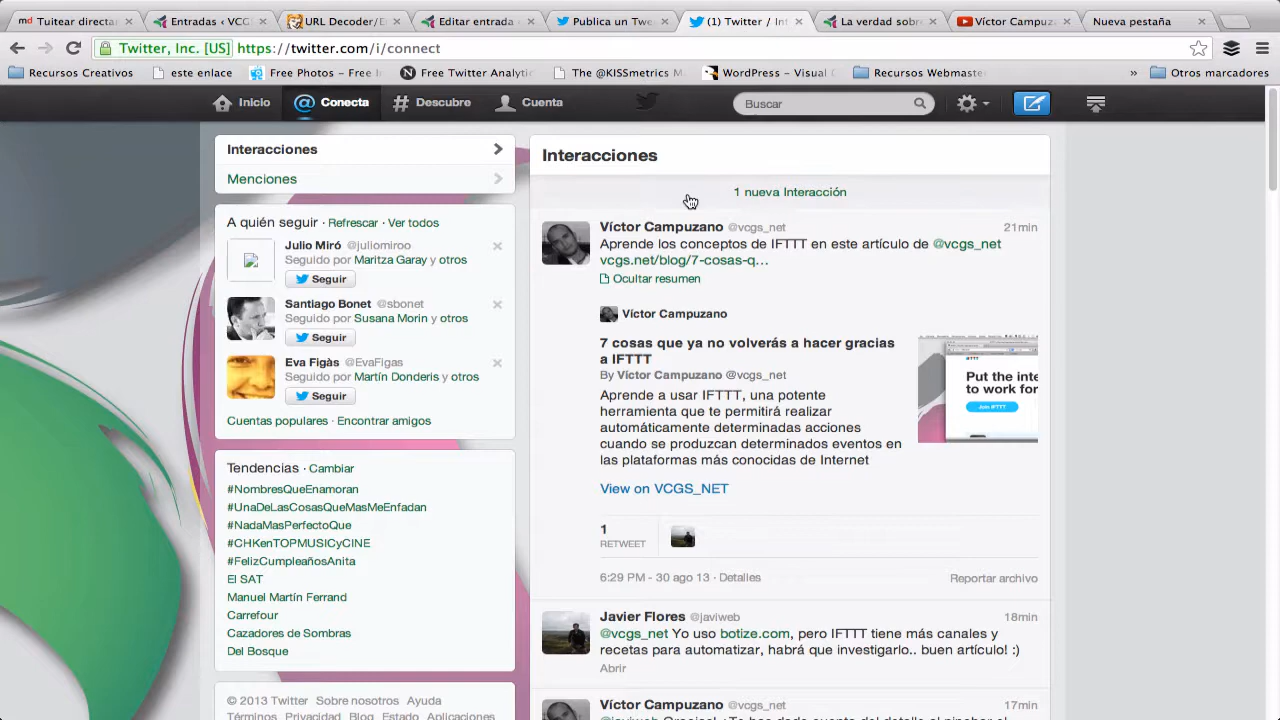 Tuitear directar
Entradas ‹ VCC
URL Decoder/E
Editar entrada
Publica un Twe
(1) Twitter / Int
La verdad sobr
Víctor Campuz
Nueva pestaña
Twitter, Inc. [US] https://twitter.com/i/connect
Recursos Creativos
este enlace
Free Photos – Free I
Free Twitter Analytic
The @KISSmetrics M
WordPress – Visual
Recursos Webmaste
» Otros marcadores
Inicio
@ Conecta
# Descubre
Cuenta
Buscar
Interacciones
Menciones
A quién seguir · Refrescar · Ver todos
Julio Miró @juliomiroo
Seguido por Maritza Garay y otros
Seguir
Santiago Bonet @sbonet
Seguido por Susana Morin y otros
Seguir
Eva Figàs @EvaFigas
Seguido por Martín Donderis y otros
Seguir
Cuentas populares · Encontrar amigos
Tendencias · Cambiar
#NombresQueEnamoran
#UnaDeLasCosasQueMasMeEnfadan
#NadaMasPerfectoQue
#CHKenTOPMUSICyCINE
#FelizCumpleañosAnita
El SAT
Manuel Martín Ferrand
Carrefour
Cazadores de Sombras
Del Bosque
© 2013 Twitter Sobre nosotros Ayuda
Términos Privacidad Blog Estado Aplicaciones
Interacciones
1 nueva Interacción
Víctor Campuzano @vcgs_net 21min
Aprende los conceptos de IFTTT en este artículo de @vcgs_net
vcgs.net/blog/7-cosas-q…
Ocultar resumen
Víctor Campuzano
7 cosas que ya no volverás a hacer gracias
a IFTTT
By Víctor Campuzano @vcgs_net
Aprende a usar IFTTT, una potente
herramienta que te permitirá realizar
automáticamente determinadas acciones
cuando se produzcan determinados eventos en
las plataformas más conocidas de Internet
Put the inte
to work for
Join IFTTT
View on VCGS_NET
1
RETWEET
6:29 PM - 30 ago 13 · Detalles
Reportar archivo
Javier Flores @javiweb 18min
@vcgs_net Yo uso botize.com, pero IFTTT tiene más canales y
recetas para automatizar, habrá que investigarlo.. buen artículo! :)
Abrir
Víctor Campuzano @vcgs_net 17min